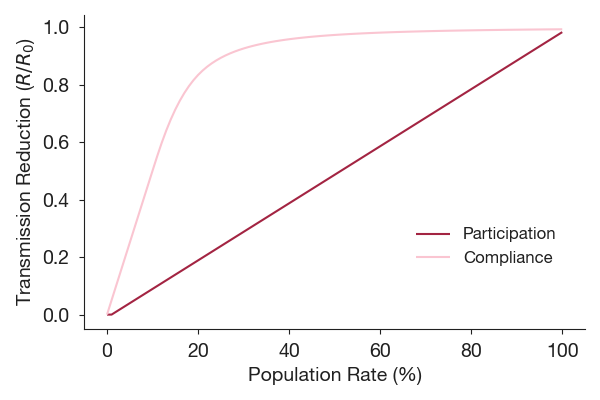 Transmission Reduction (R/R₀)
1.0
0.8
0.6
0.4
0.2
0.0
Participation
Compliance
0 20 40 60 80 100
Population Rate (%)